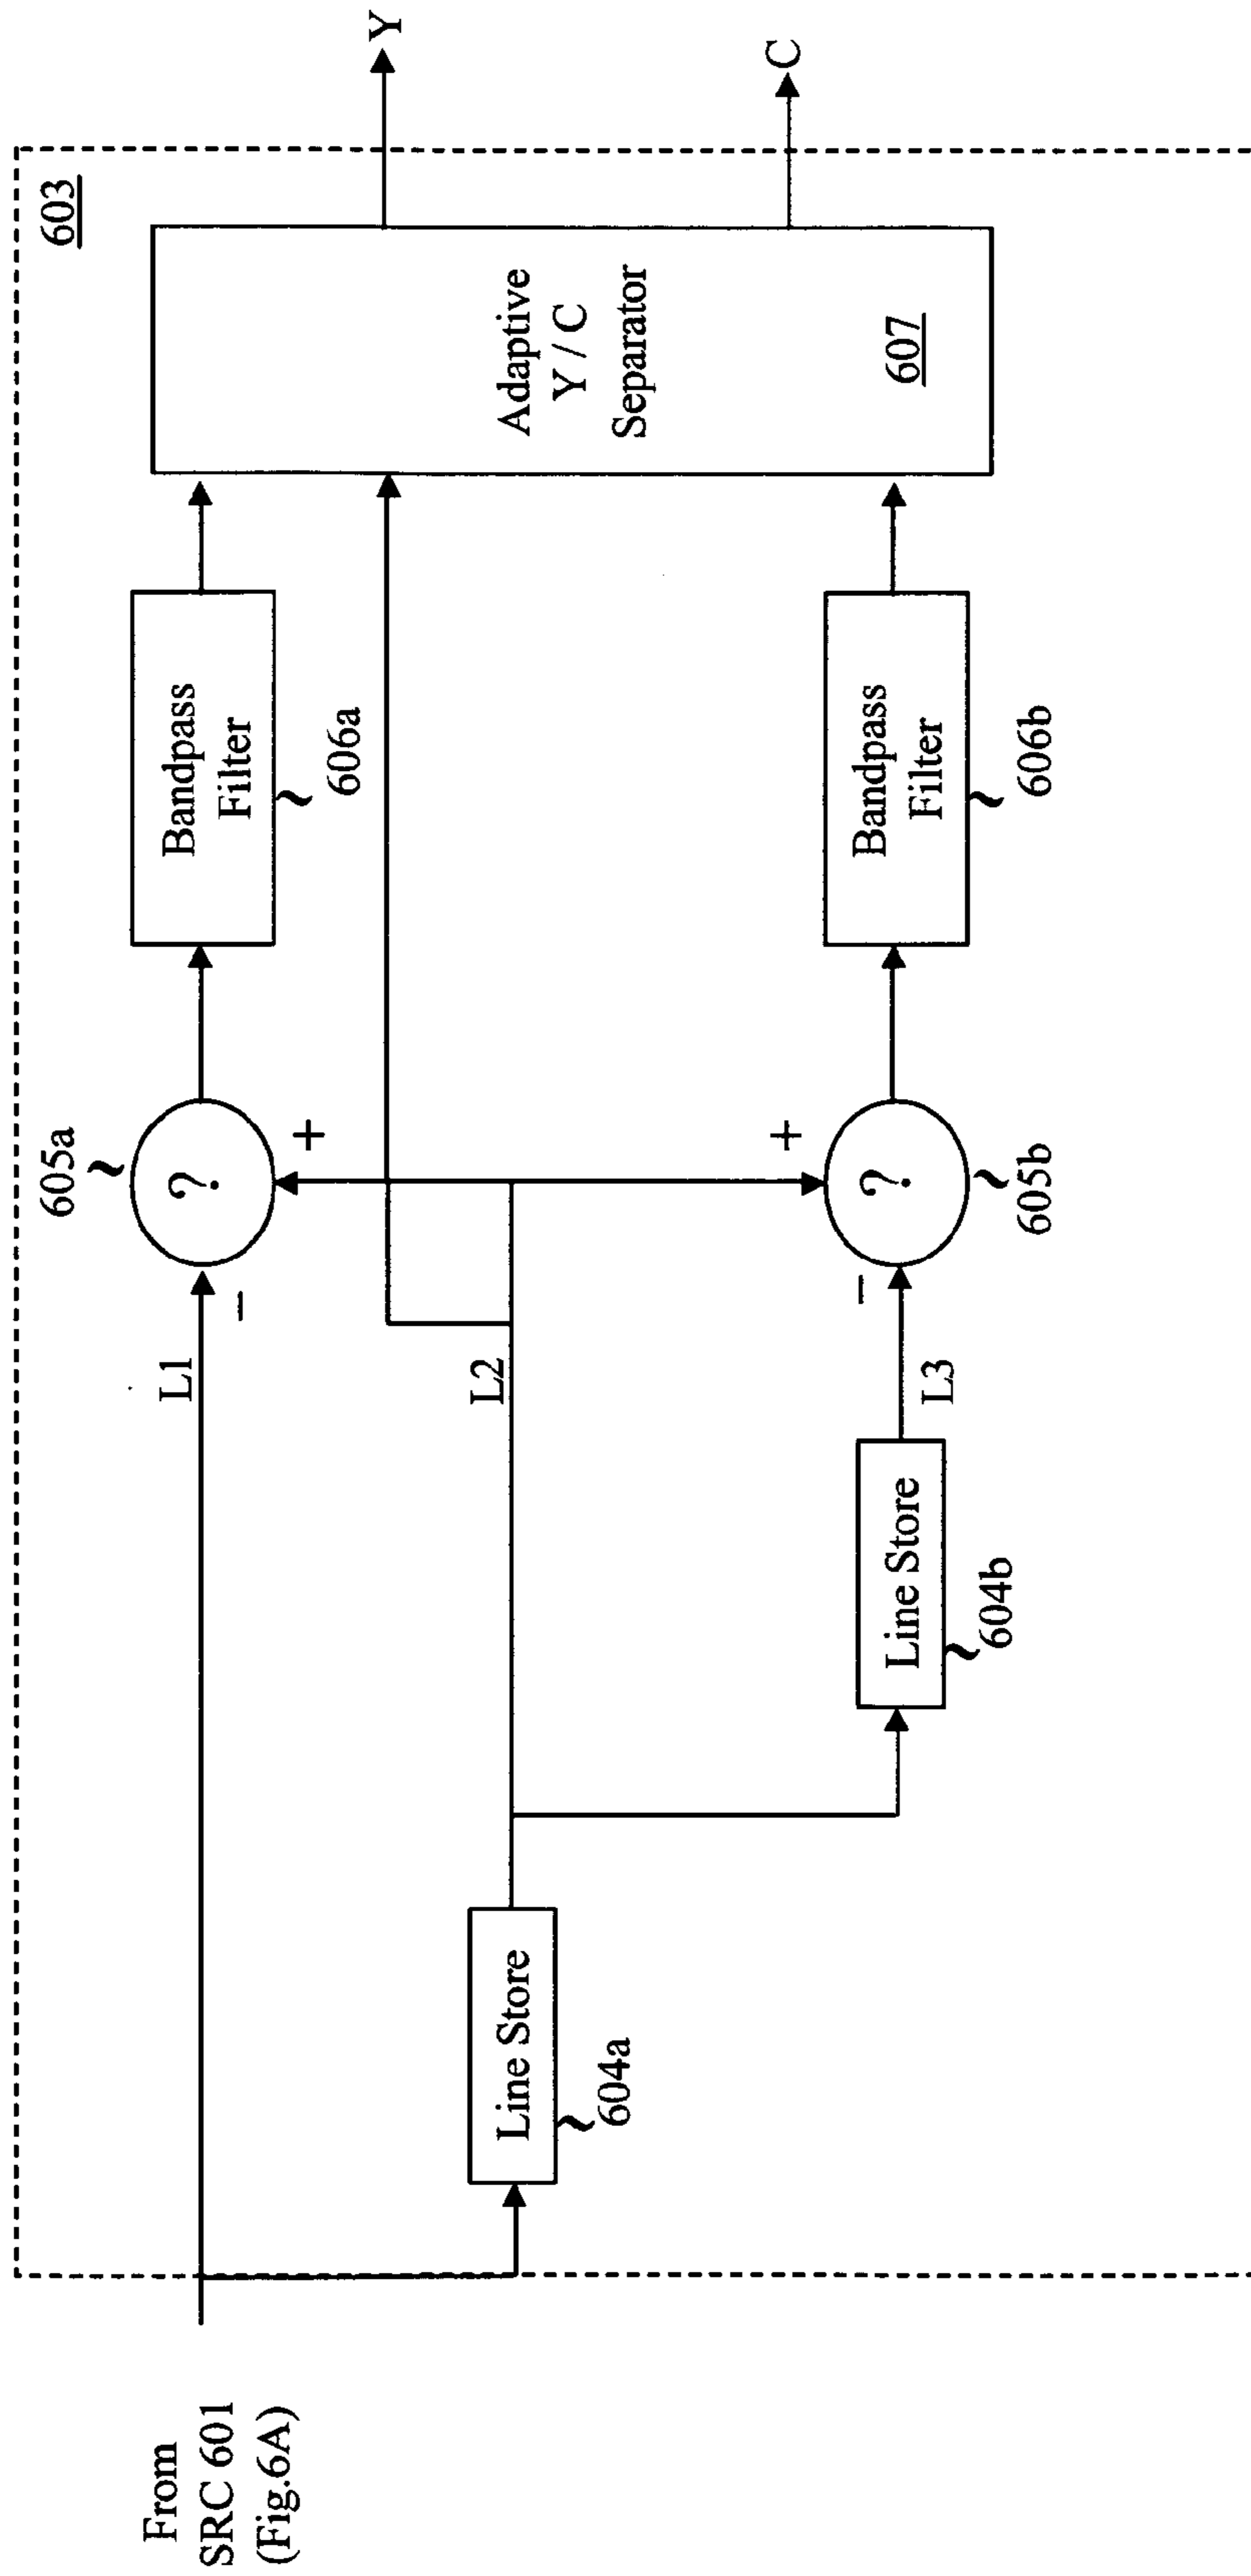 From
SRC 601
(Fig.6A)
603
L1
−
605a
?
+
Bandpass
Filter
606a
Line Store
604a
L2
Line Store
604b
L3
−
+
?
605b
Bandpass
Filter
606b
Adaptive
Y / C
Separator
607
Y
C